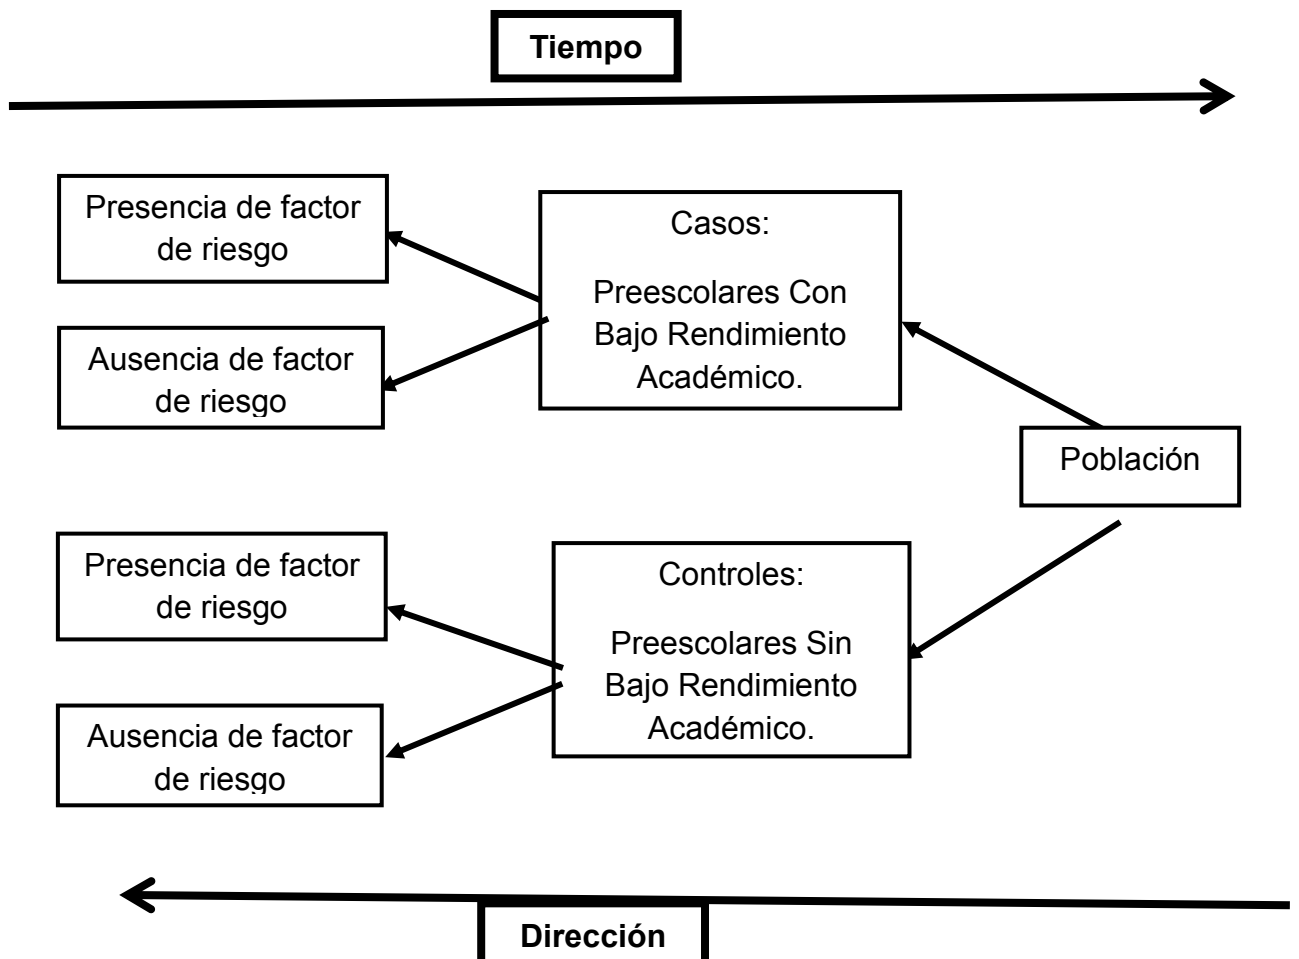 Tiempo
Presencia de factor
de riesgo
Ausencia de factor
de riesgo
Casos:
Preescolares Con
Bajo Rendimiento
Académico.
Población
Presencia de factor
de riesgo
Ausencia de factor
de riesgo
Controles:
Preescolares Sin
Bajo Rendimiento
Académico.
Dirección